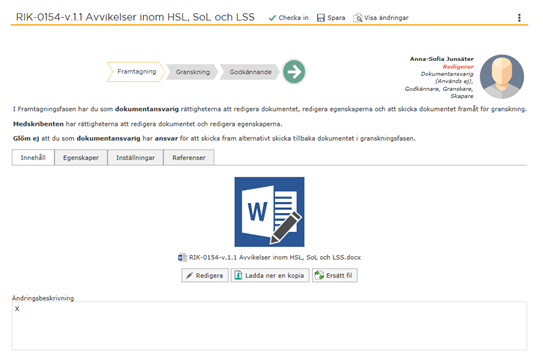 RIK-0154-v.1.1 Avvikelser inom HSL, SoL och LSS Checka in Spara Visa ändringar
Anna-Sofia Junsäter
Redigerar
Dokumentansvarig
(Används ej),
Godkännare, Granskare,
Skapare
Framtagning Granskning Godkännande
I Framtagningsfasen har du som dokumentansvarig rättigheterna att redigera dokumentet, redigera egenskaperna och att skicka dokumentet framåt för granskning.
Medskribenten har rättigheterna att redigera dokumentet och redigera egenskaperna.
Glöm ej att du som dokumentansvarig har ansvar för att skicka fram alternativt skicka tillbaka dokumentet i granskningsfasen.
Innehåll Egenskaper Inställningar Referenser
W
RIK-0154-v.1.1 Avvikelser inom HSL, SoL och LSS.docx
Redigera Ladda ner en kopia Ersätt fil
Ändringsbeskrivning
X